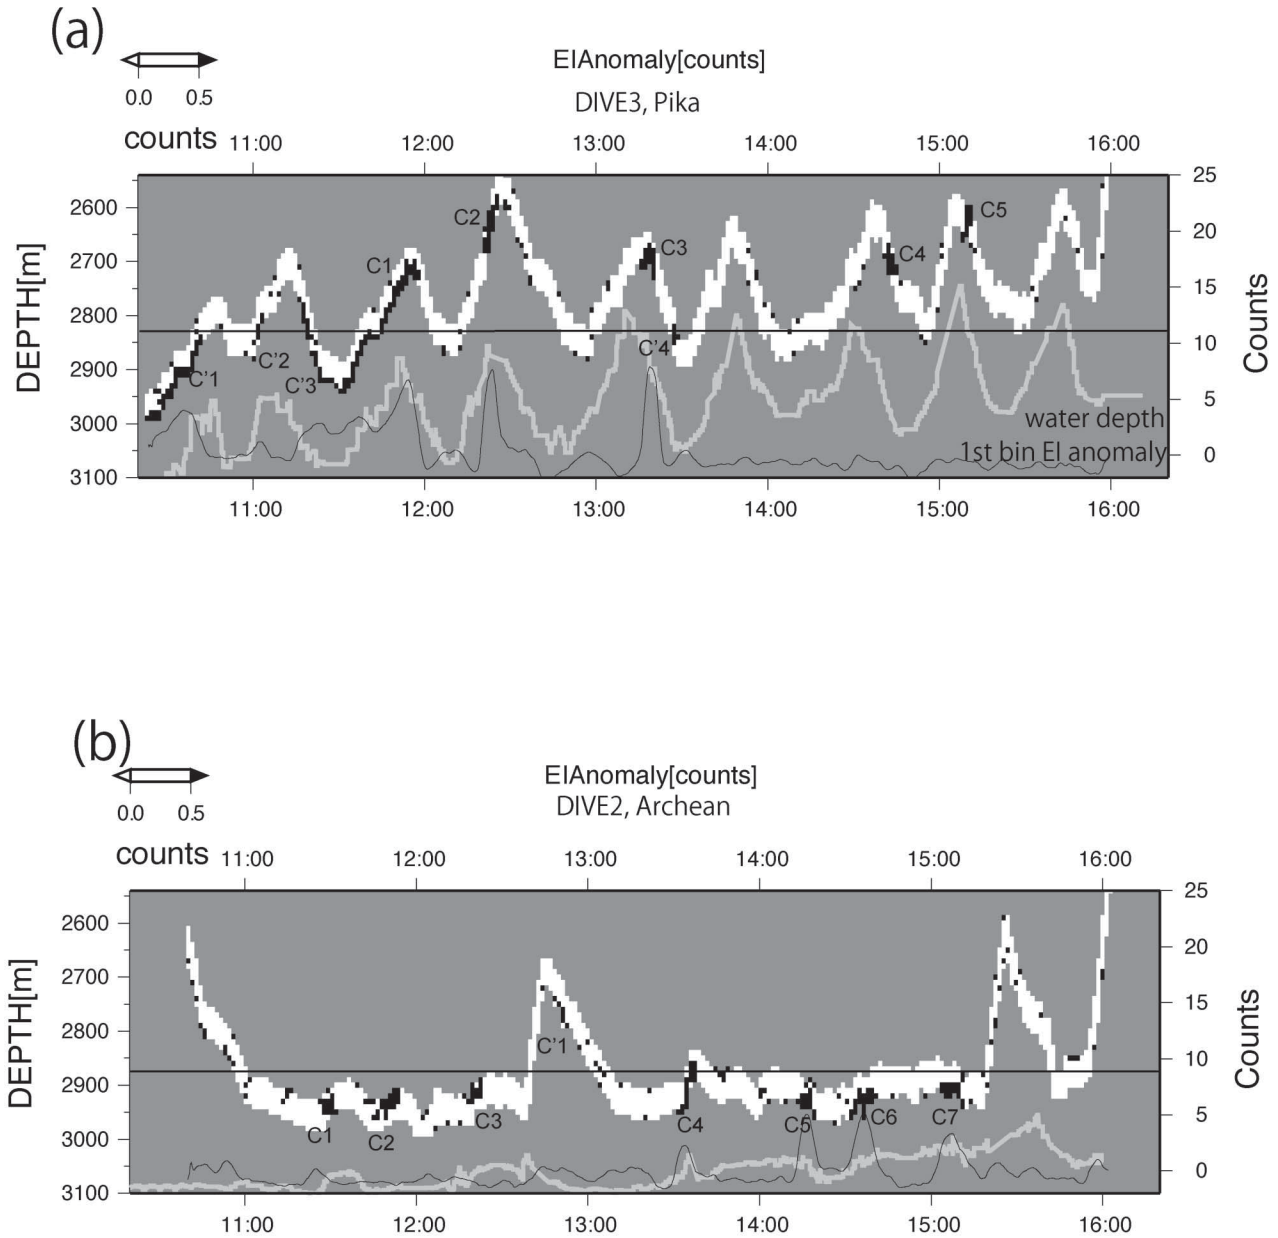 (a)
EIAnomaly[counts]
0.0 0.5
DIVE3, Pika
counts 11:00 12:00 13:00 14:00 15:00 16:00
25
2600 C2 C5 20
2700 C1 C3 C4
2800 15
DEPTH[m] Counts
2900 C'1 C'2 C'3 C'4 10
3000 5
water depth
1st bin EI anomaly 0
3100
11:00 12:00 13:00 14:00 15:00 16:00
(b)
EIAnomaly[counts]
0.0 0.5
DIVE2, Archean
counts 11:00 12:00 13:00 14:00 15:00 16:00
25
2600
20
2700
15
2800
C'1
DEPTH[m] Counts
10
2900
C1 C2 C3 C4 C5 C6 C7 5
3000
0
3100
11:00 12:00 13:00 14:00 15:00 16:00